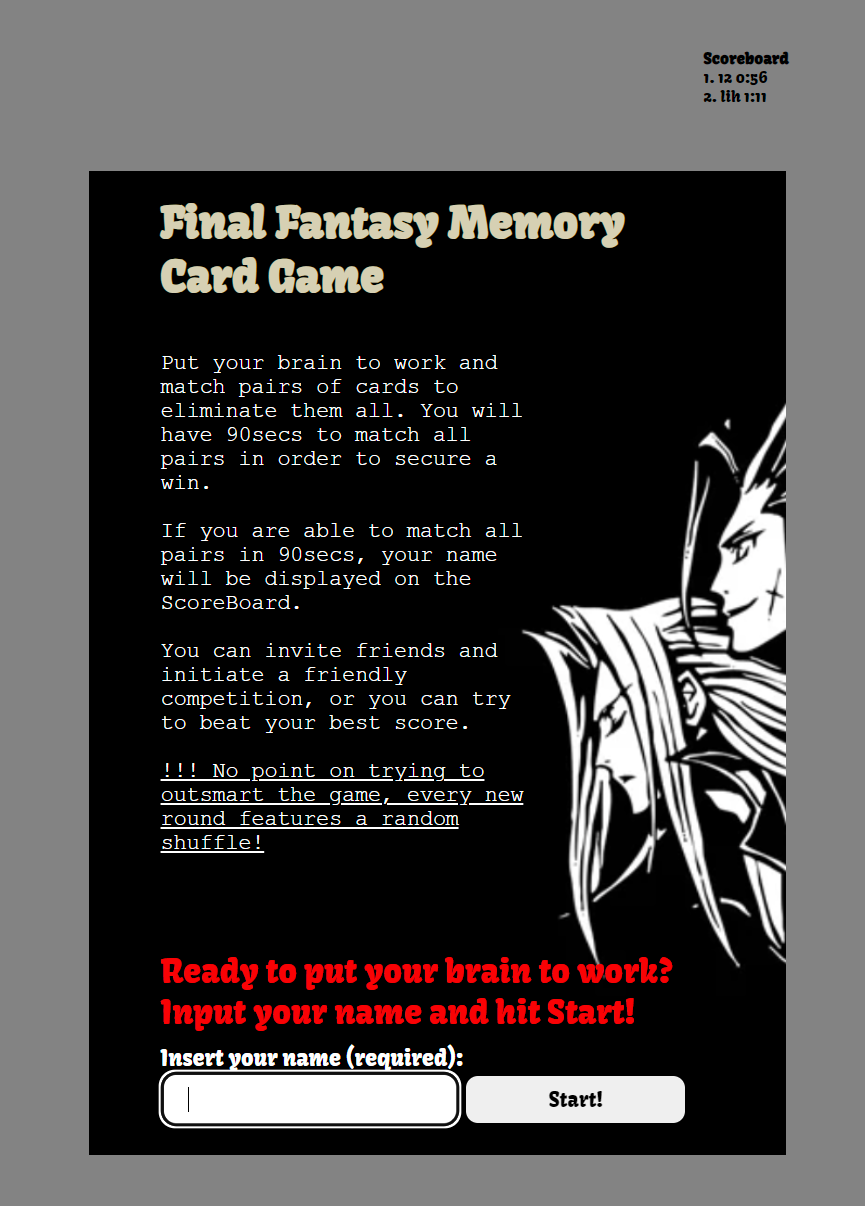 Scoreboard
1. 12 0:56
2. lih 1:11
Final Fantasy Memory
Card Game
Put your brain to work and
match pairs of cards to
eliminate them all. You will
have 90secs to match all
pairs in order to secure a
win.
If you are able to match all
pairs in 90secs, your name
will be displayed on the
ScoreBoard.
You can invite friends and
initiate a friendly
competition, or you can try
to beat your best score.
!!! No point on trying to
outsmart the game, every new
round features a random
shuffle!
Ready to put your brain to work?
Input your name and hit Start!
Insert your name (required):
Start!